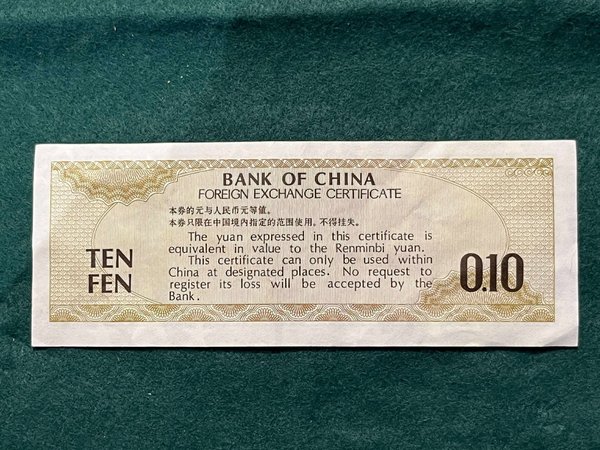 BANK OF CHINA
FOREIGN EXCHANGE CERTIFICATE
本券的元与人民币元等值。
本券只限在中国境内指定的范围使用。不得挂失。
The yuan expressed in this certificate is
equivalent in value to the Renminbi yuan.
This certificate can only be used within
China at designated places. No request to
register its loss will be accepted by the
Bank.
TEN
FEN
0.10